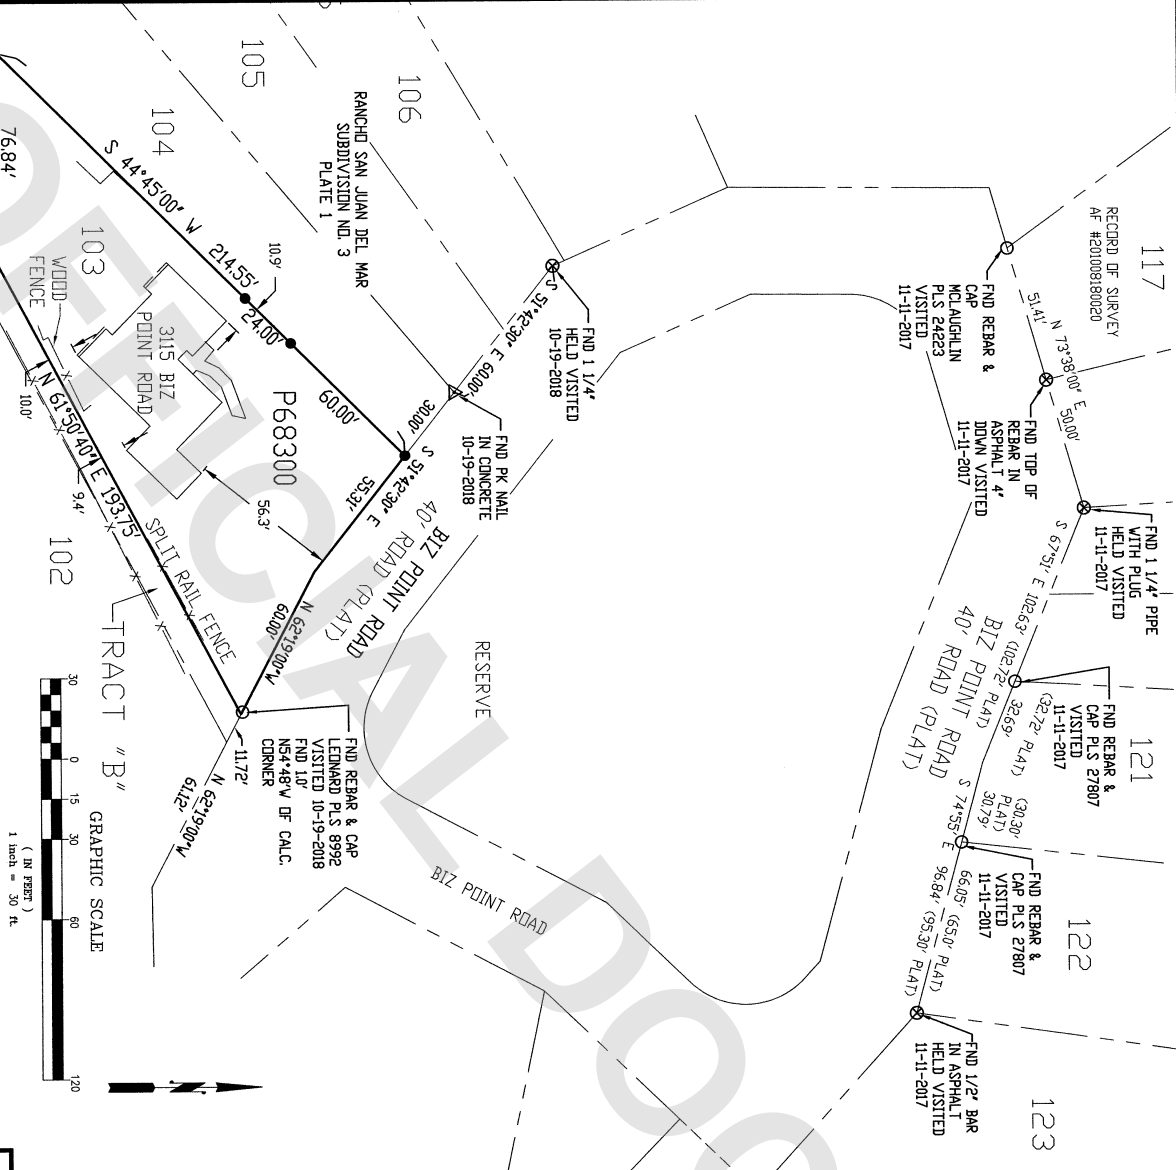 105
106
104
103
102
117
121
122
123
RECORD OF SURVEY
AF #201008180020
RANCHO SAN JUAN DEL MAR
SUBDIVISION NO. 3
PLATE 1
FND REBAR &
CAP
MCLAUGHLIN
PLS 24223
VISITED
11-11-2017
51.41'
N 73°38'00" E
50.00'
FND TOP OF
REBAR IN
ASPHALT 4"
DOWN VISITED
11-11-2017
FND 1 1/4" PIPE
WITH PLUG
HELD VISITED
11-11-2017
S 67°51' E 102.63' (102.72' PLAT)
BIZ POINT ROAD
40' ROAD (PLAT)
(32.72' PLAT)
32.69'
FND REBAR &
CAP PLS 27807
VISITED
11-11-2017
(30.30'
PLAT)
30.79'
S 74°55' E 96.84' (95.30' PLAT)
66.05' (65.0' PLAT)
FND REBAR &
CAP PLS 27807
VISITED
11-11-2017
FND 1/2" BAR
IN ASPHALT
HELD VISITED
11-11-2017
FND 1 1/4"
HELD VISITED
10-19-2018
S 51°42'30" E 60.00'
30.00'
FND PK NAIL
IN CONCRETE
10-19-2018
S 51°42'30" E
55.31'
BIZ POINT ROAD
40' ROAD (PLAT)
S 44°45'00" W 214.55'
10.9'
24.00'
60.00'
P68300
3115 BIZ
POINT ROAD
WOOD
FENCE
76.84'
56.3'
10.0'
N 61°50'40" E 193.75'
9.4'
SPLIT RAIL FENCE
N 62°19'00"W
60.00'
RESERVE
TRACT "B"
11.72'
FND REBAR & CAP
LEONARD PLS 8992
VISITED 10-19-2018
FND 1.0'
N54°48'W OF CALC.
CORNER
N 62°19'00"W
61.12'
BIZ POINT ROAD
GRAPHIC SCALE
30 0 15 30 60 120
( IN FEET )
1 inch = 30 ft.
OFFICIAL DOC